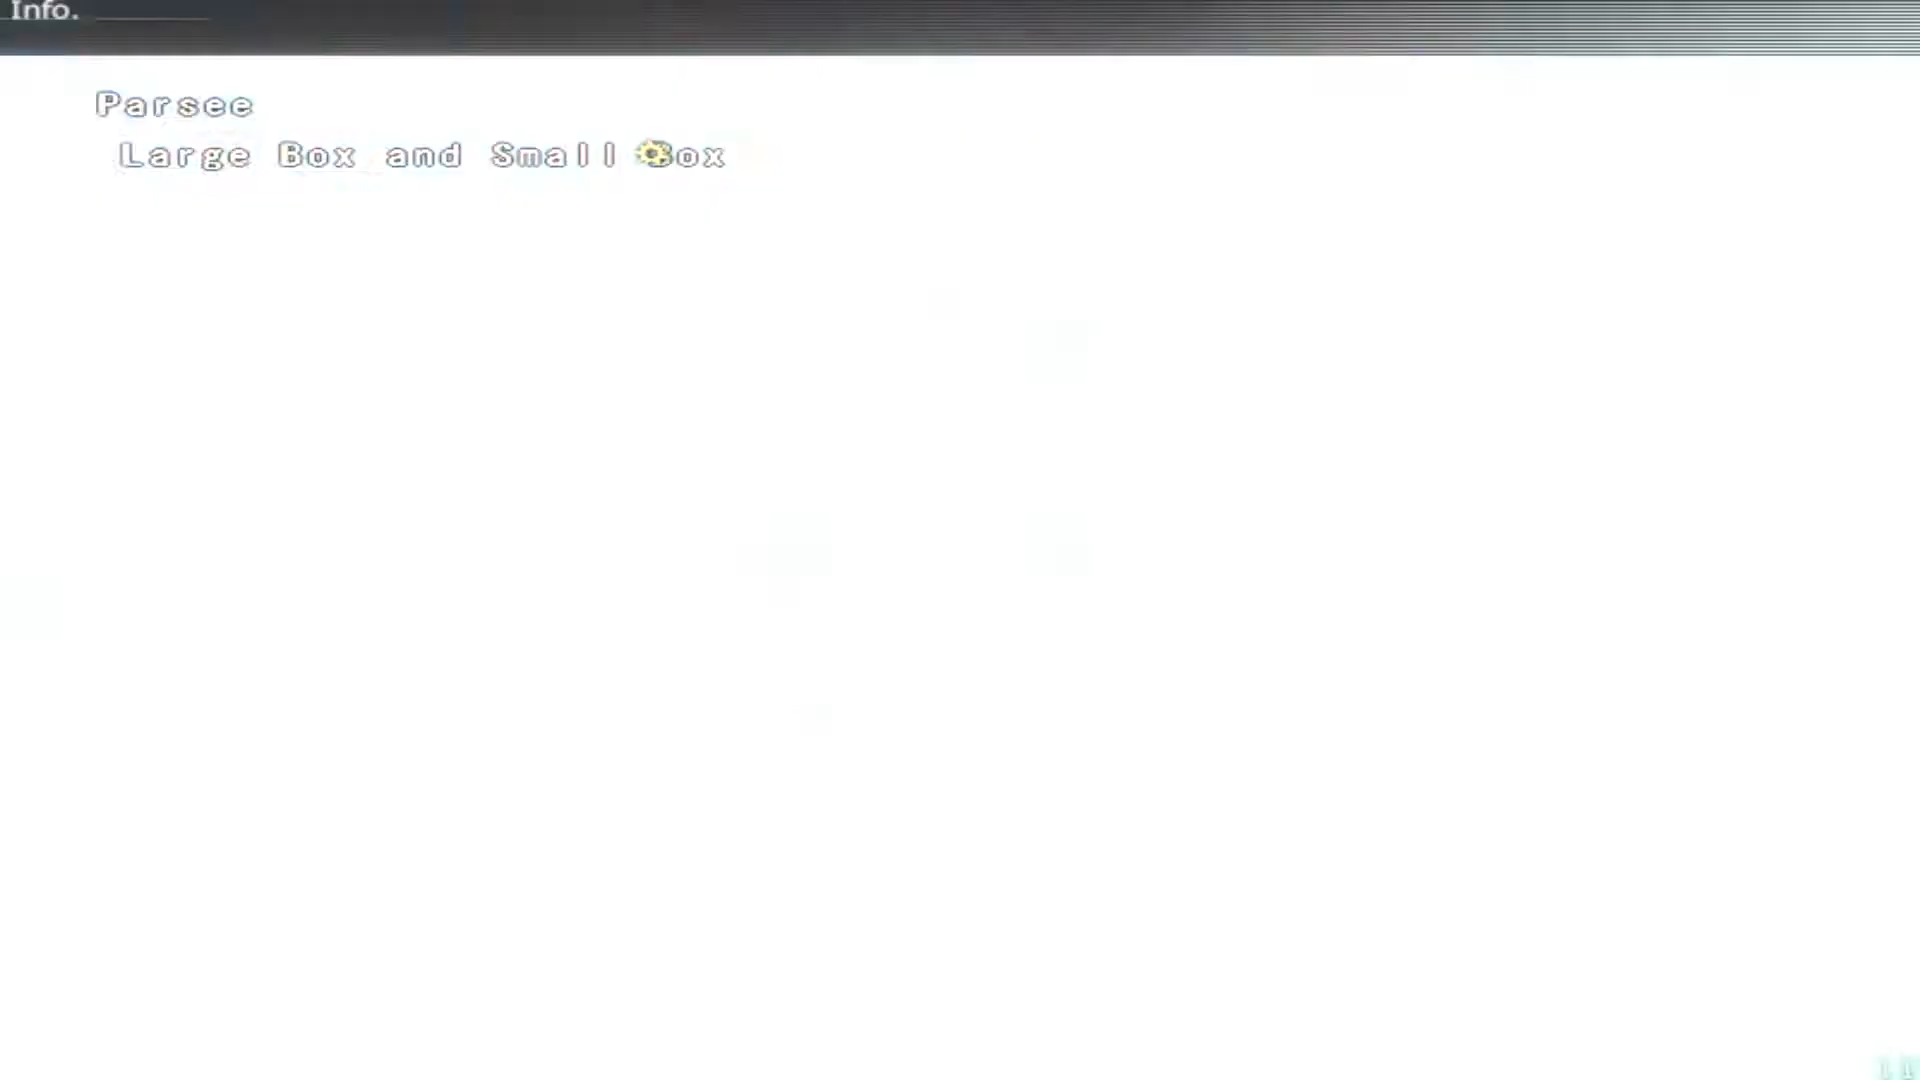 Info.
Parsee
Large Box and Small Box